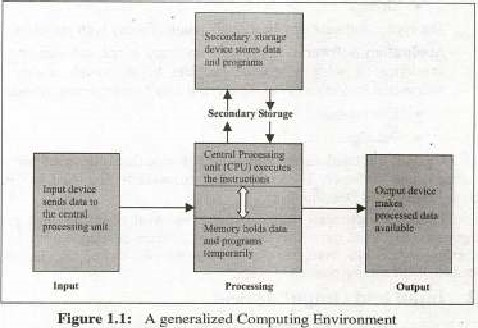 Secondary storage
device stores data
and programs
Secondary Storage
Central Processing
unit (CPU) executes
the instructions
Input device
sends data to
the central
processing unit
Memory holds data
and programs
temporarily
Output device
makes
processed data
available
Input
Processing
Output
Figure 1.1: A generalized Computing Environment